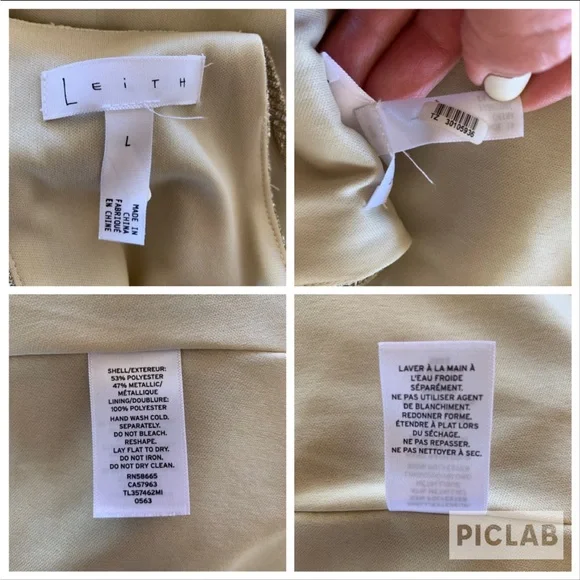 LEiTH
L
MADE IN
CHINA
FABRIQUÉ
EN CHINE
TZ 30105936
SHELL/EXTEREUR:
53% POLYESTER
47% METALLIC/
MÉTALLIQUE
LINING/DOUBLURE:
100% POLYESTER
HAND WASH COLD.
SEPARATELY.
DO NOT BLEACH.
RESHAPE.
LAY FLAT TO DRY.
DO NOT IRON.
DO NOT DRY CLEAN.
RN58665
CA57963
TL357462MI
0563
LAVER À LA MAIN À
L'EAU FROIDE
SÉPARÉMENT.
NE PAS UTILISER AGENT
DE BLANCHIMENT.
REDONNER FORME.
ÉTENDRE À PLAT LORS
DU SÉCHAGE.
NE PAS REPASSER.
NE PAS NETTOYER À SEC.
PICLAB